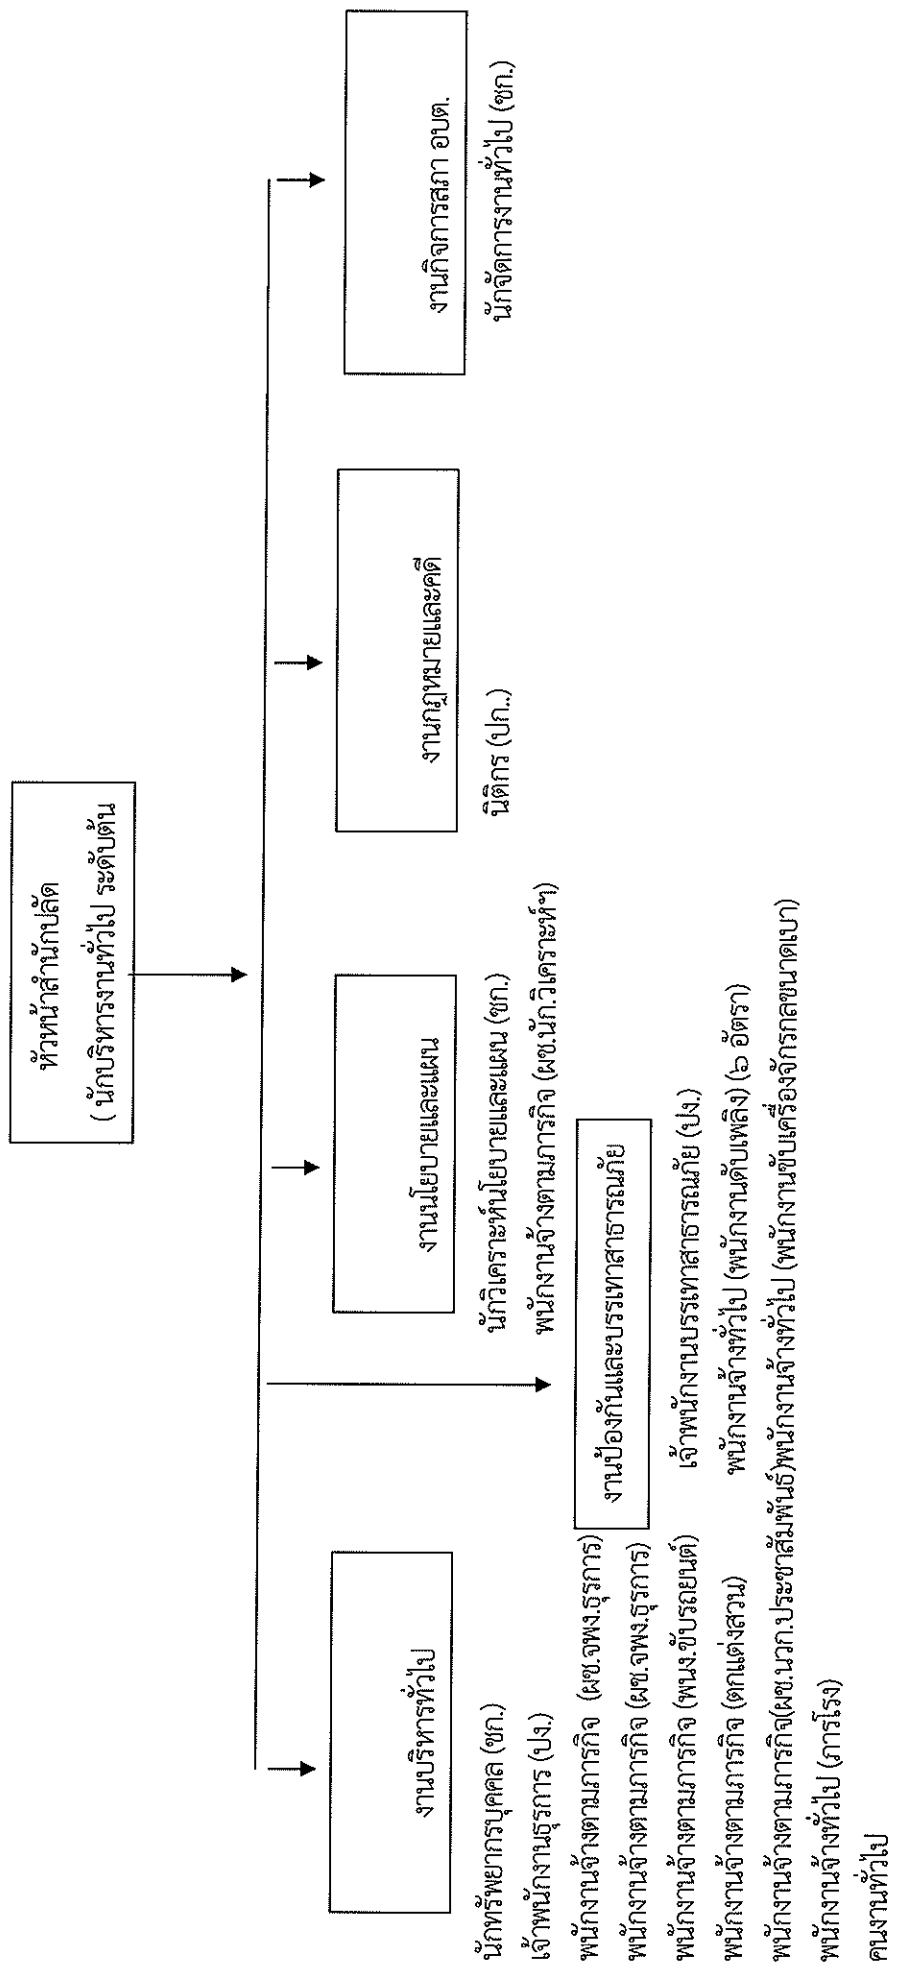 หัวหน้าสำนักปลัด
( นักบริหารงานทั่วไป ระดับต้น
งานบริหารทั่วไป
นักทรัพยากรบุคคล (ชก.)
เจ้าพนักงานธุรการ (ปง.)
พนักงานจ้างตามภารกิจ (ผช.จพง.ธุรการ)
พนักงานจ้างตามภารกิจ (ผช.จพง.ธุรการ)
พนักงานจ้างตามภารกิจ (พนง.ขับรถยนต์)
พนักงานจ้างตามภารกิจ (ตกแต่งสวน)
พนักงานจ้างตามภารกิจ(ผช.นวก.ประชาสัมพันธ์)
พนักงานจ้างทั่วไป (ภารโรง)
คนงานทั่วไป
งานป้องกันและบรรเทาสาธารณภัย
เจ้าพนักงานบรรเทาสาธารณภัย (ปง.)
พนักงานจ้างทั่วไป (พนักงานดับเพลิง) (๖ อัตรา)
พนักงานจ้างทั่วไป (พนักงานขับเครื่องจักรกลขนาดเบา)
งานนโยบายและแผน
นักวิเคราะห์นโยบายและแผน (ชก.)
พนักงานจ้างตามภารกิจ (ผช.นัก.วิเคราะห์ฯ)
งานกฎหมายและคดี
นิติกร (ปก..)
งานกิจการสภา อบต.
นักจัดการงานทั่วไป (ชก.)